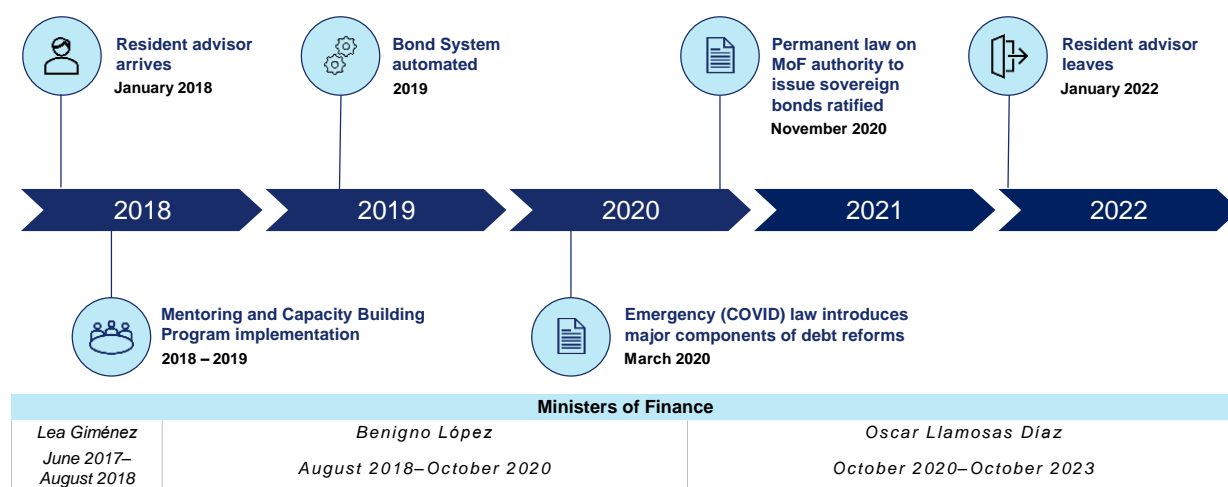 Resident advisor
arrives
January 2018
Bond System
automated
2019
Permanent law on
MoF authority to
issue sovereign
bonds ratified
November 2020
Resident advisor
leaves
January 2022
2018
2019
2020
2021
2022
Mentoring and Capacity Building
Program implementation
2018 – 2019
Emergency (COVID) law introduces
major components of debt reforms
March 2020
Ministers of Finance
Lea Giménez
June 2017–
August 2018
Benigno López
August 2018–October 2020
Oscar Llamosas Díaz
October 2020–October 2023